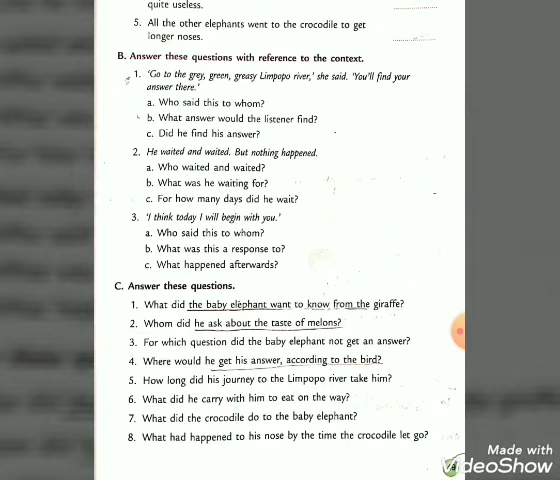 quite useless.
5. All the other elephants went to the crocodile to get
longer noses.
B. Answer these questions with reference to the context.
1. 'Go to the grey, green, greasy Limpopo river,' she said. 'You'll find your
answer there.'
a. Who said this to whom?
b. What answer would the listener find?
c. Did he find his answer?
2. He waited and waited. But nothing happened.
a. Who waited and waited?
b. What was he waiting for?
c. For how many days did he wait?
3. 'I think today I will begin with you.'
a. Who said this to whom?
b. What was this a response to?
c. What happened afterwards?
C. Answer these questions.
1. What did the baby elephant want to know from the giraffe?
2. Whom did he ask about the taste of melons?
3. For which question did the baby elephant not get an answer?
4. Where would he get his answer, according to the bird?
5. How long did his journey to the Limpopo river take him?
6. What did he carry with him to eat on the way?
7. What did the crocodile do to the baby elephant?
8. What had happened to his nose by the time the crocodile let go?
Made with
VideoShow